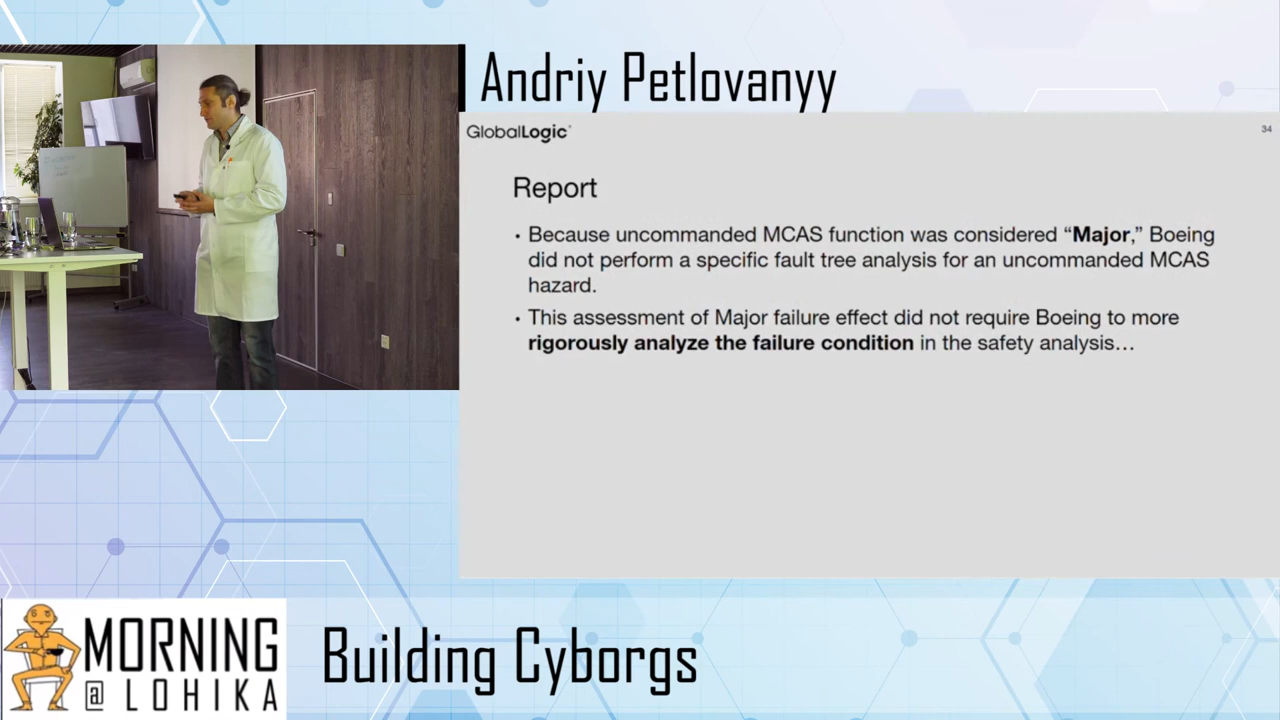 Andriy Petlovanyy
GlobalLogic
34
Report
• Because uncommanded MCAS function was considered “Major,” Boeing
did not perform a specific fault tree analysis for an uncommanded MCAS
hazard.
• This assessment of Major failure effect did not require Boeing to more
rigorously analyze the failure condition in the safety analysis…
MORNING
@ LOHIKA
Building Cyborgs